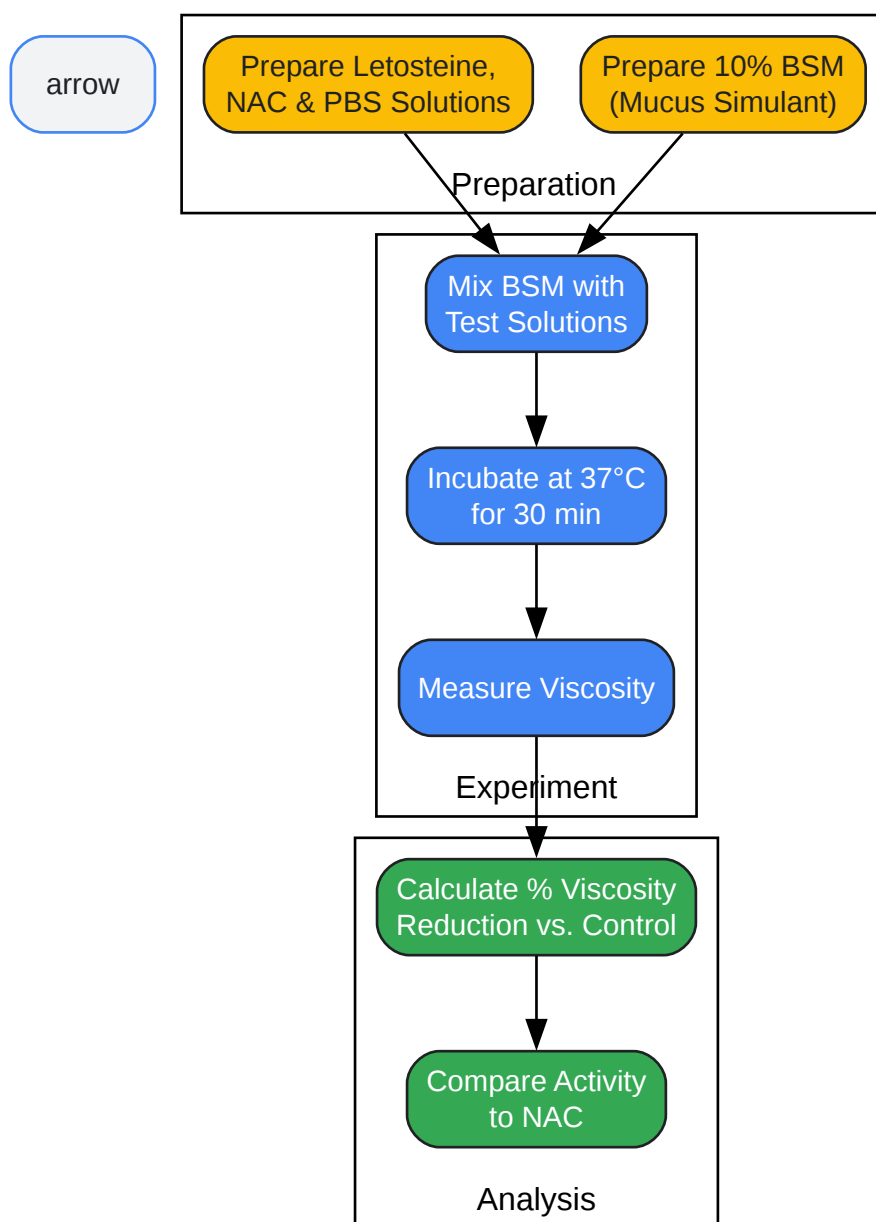 arrow
Prepare Letosteine,
NAC & PBS Solutions
Prepare 10% BSM
(Mucus Simulant)
Preparation
Mix BSM with
Test Solutions
Incubate at 37°C
for 30 min
Measure Viscosity
Experiment
Calculate % Viscosity
Reduction vs. Control
Compare Activity
to NAC
Analysis